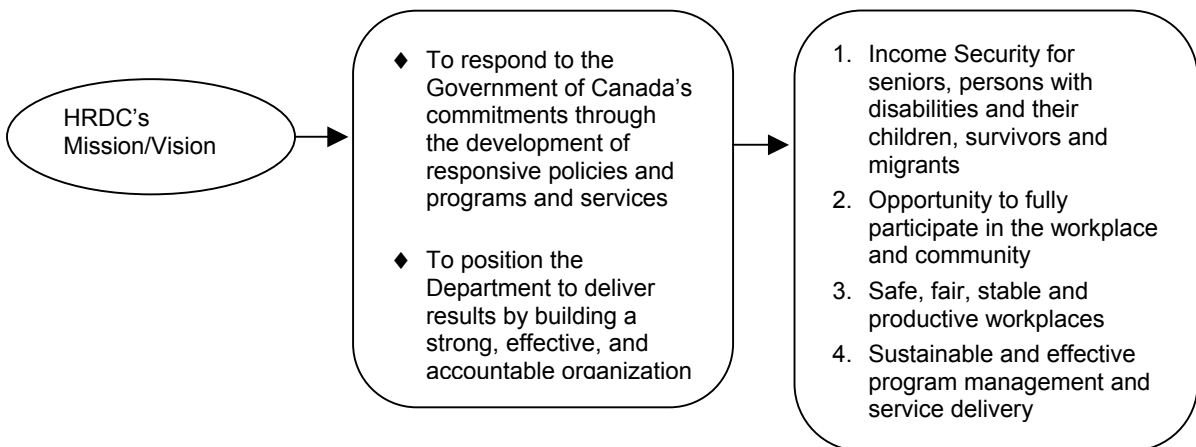 HRDC's
Mission/Vision
♦ To respond to the
Government of Canada's
commitments through
the development of
responsive policies and
programs and services
♦ To position the
Department to deliver
results by building a
strong, effective, and
accountable organization
1. Income Security for
seniors, persons with
disabilities and their
children, survivors and
migrants
2. Opportunity to fully
participate in the workplace
and community
3. Safe, fair, stable and
productive workplaces
4. Sustainable and effective
program management and
service delivery